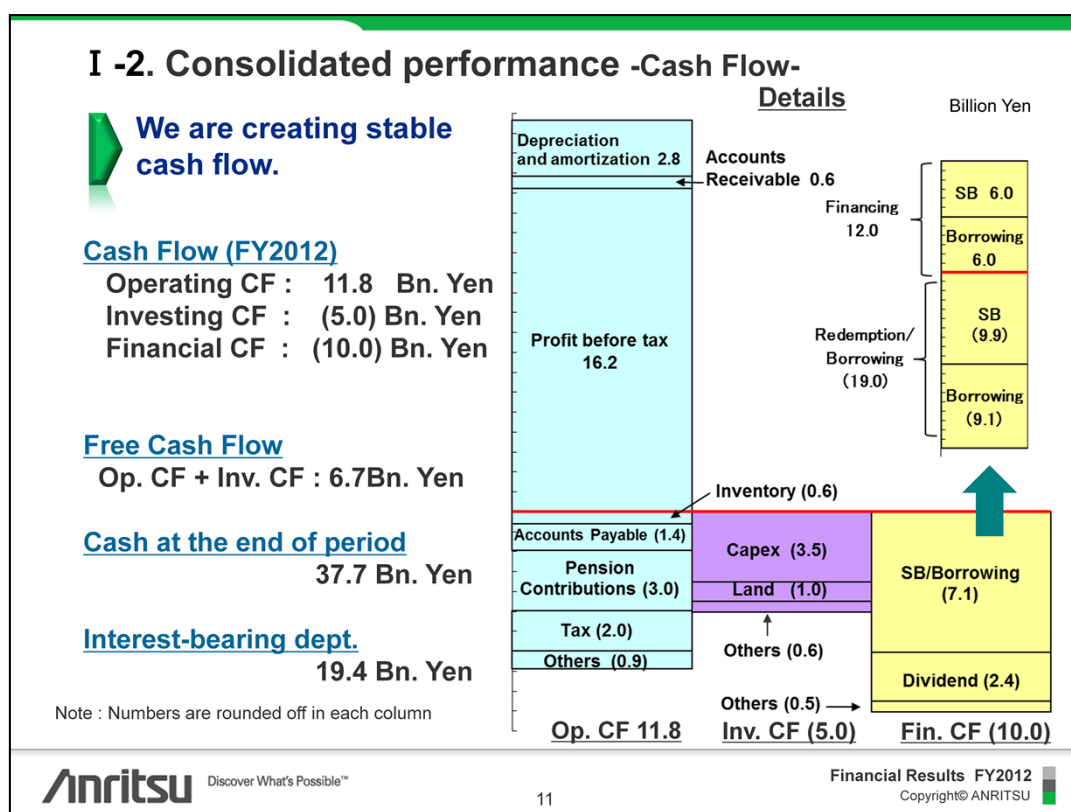 Ⅰ -2. Consolidated performance -Cash Flow-
Details
Billion Yen
We are creating stable
cash flow.
Cash Flow (FY2012)
Operating CF : 11.8 Bn. Yen
Investing CF : (5.0) Bn. Yen
Financial CF : (10.0) Bn. Yen
Free Cash Flow
Op. CF + Inv. CF : 6.7Bn. Yen
Cash at the end of period
37.7 Bn. Yen
Interest-bearing dept.
19.4 Bn. Yen
Note : Numbers are rounded off in each column
Depreciation
and amortization 2.8
Accounts
Receivable 0.6
Profit before tax
16.2
Inventory (0.6)
Accounts Payable (1.4)
Pension
Contributions (3.0)
Tax (2.0)
Others (0.9)
Op. CF 11.8
Capex (3.5)
Land (1.0)
Others (0.6)
Inv. CF (5.0)
Financing
12.0
SB 6.0
Borrowing
6.0
Redemption/
Borrowing
(19.0)
SB
(9.9)
Borrowing
(9.1)
SB/Borrowing
(7.1)
Dividend (2.4)
Others (0.5)
Fin. CF (10.0)
Anritsu Discover What's Possible™
11
Financial Results FY2012
Copyright© ANRITSU